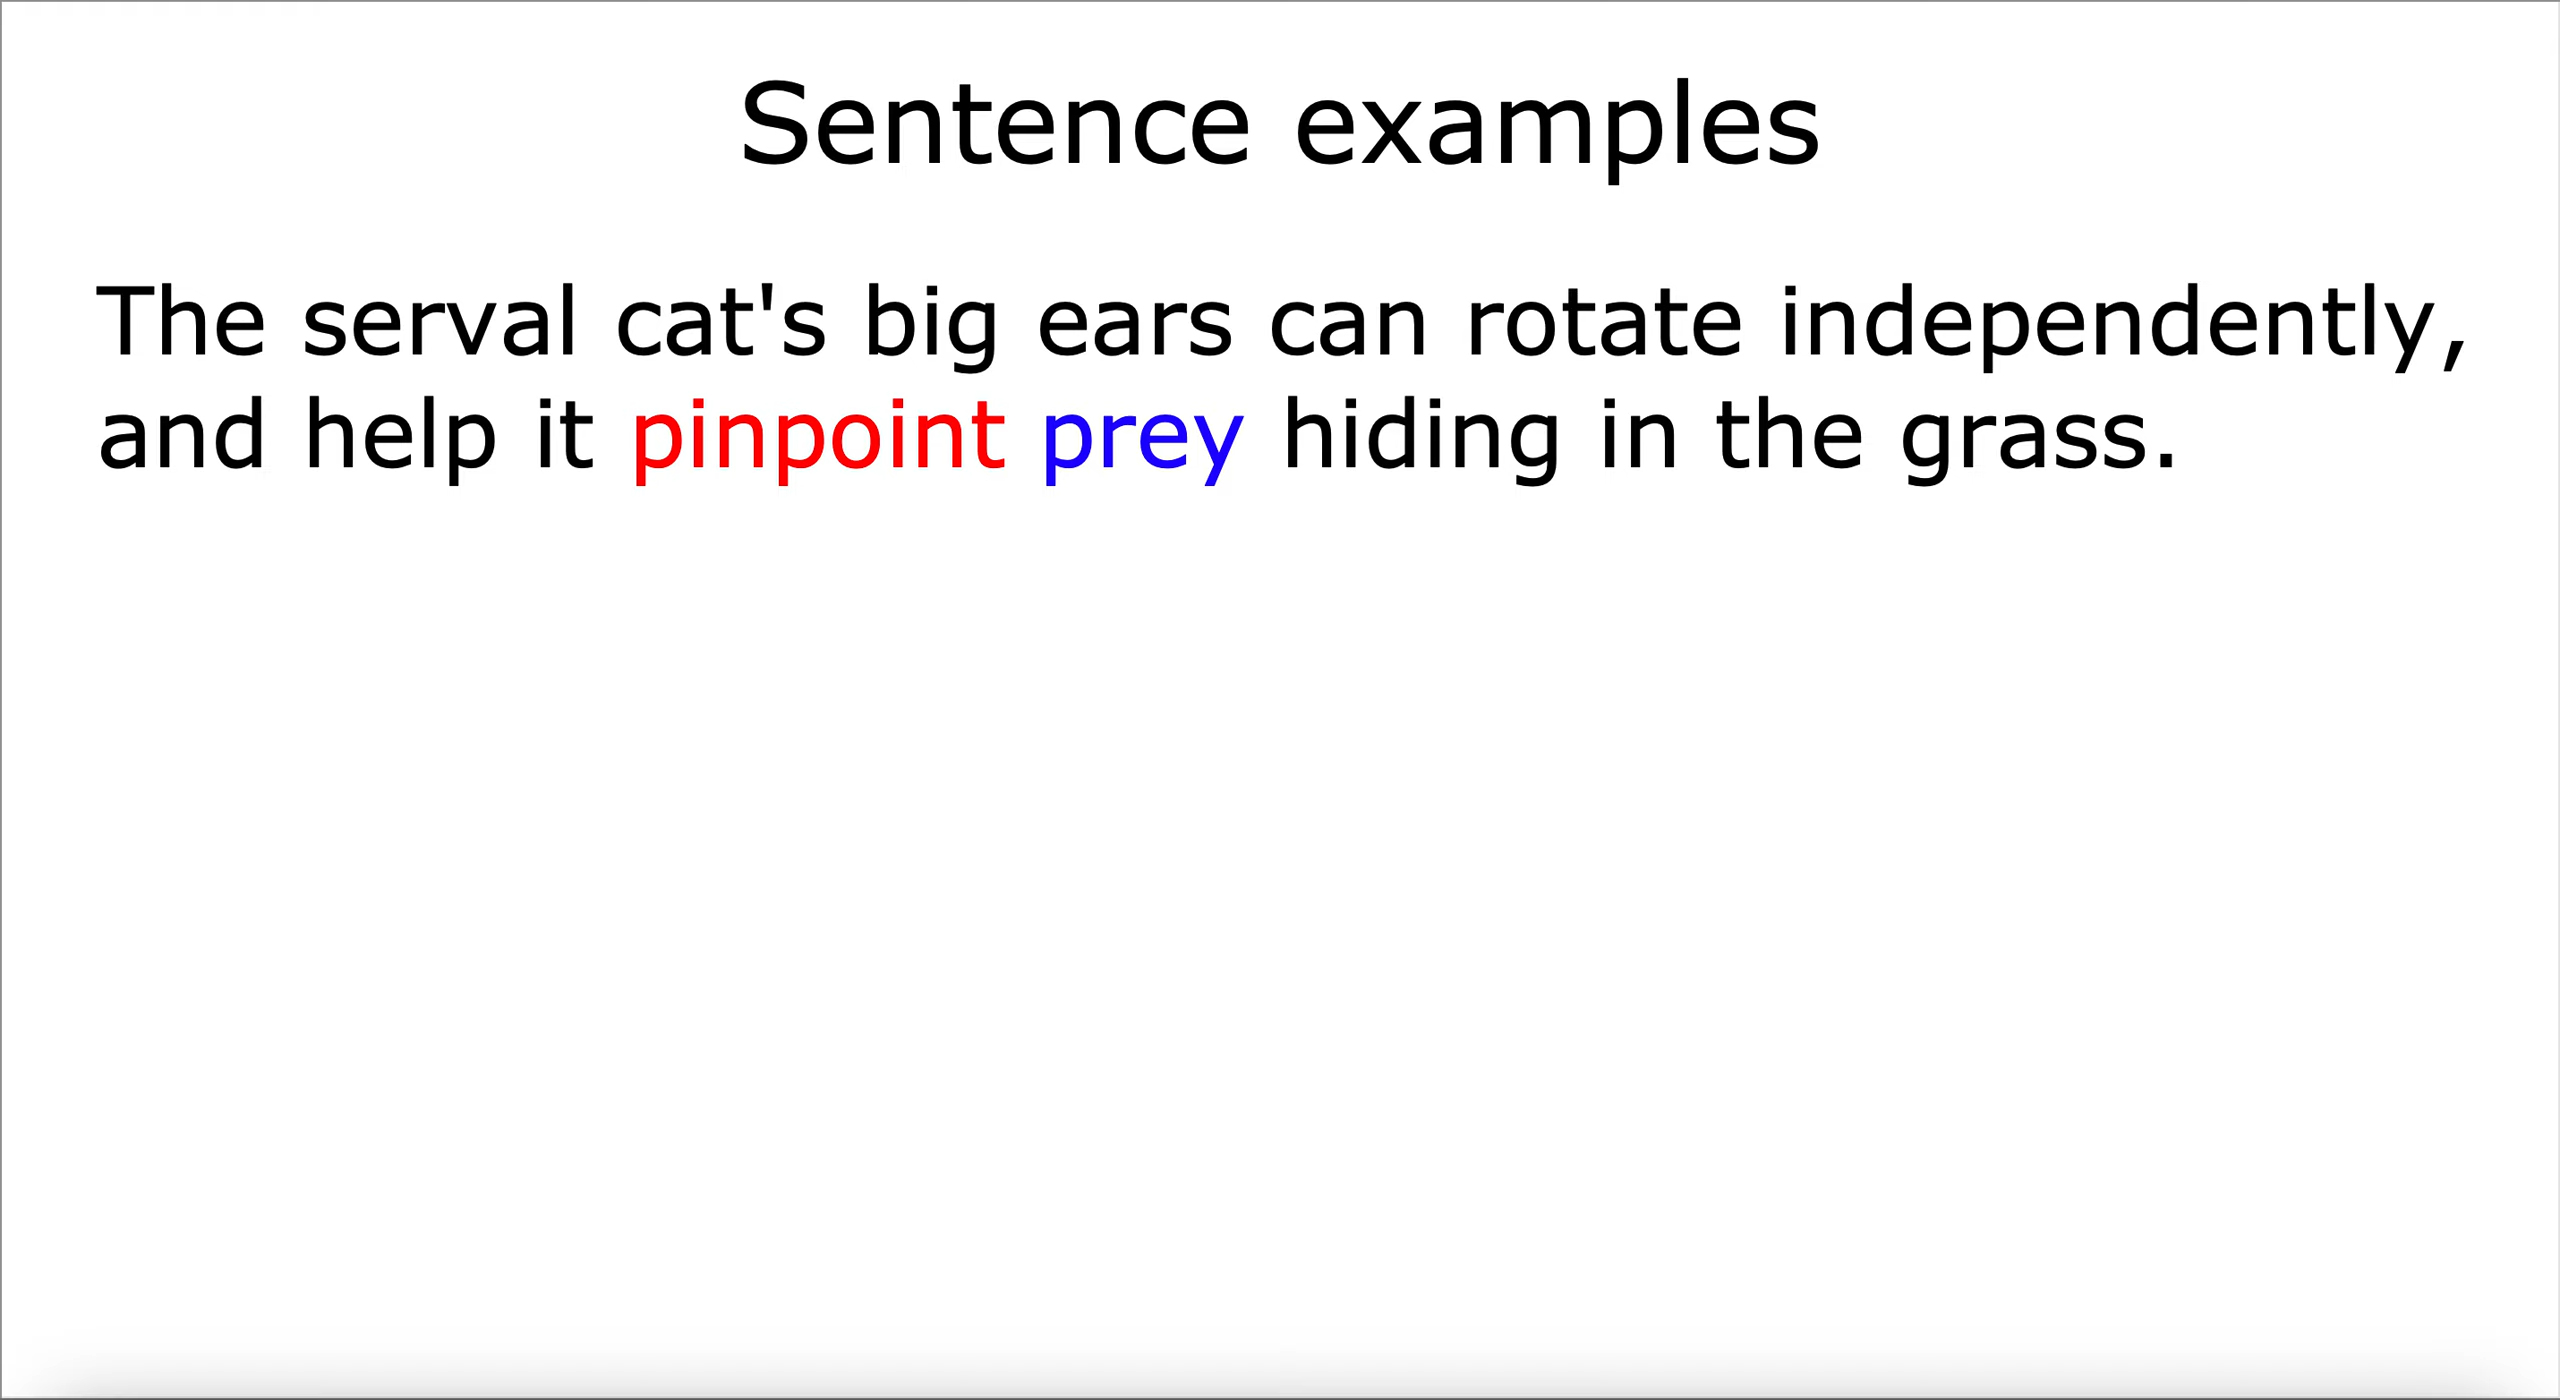 Sentence examples
The serval cat's big ears can rotate independently,
and help it pinpoint prey hiding in the grass.